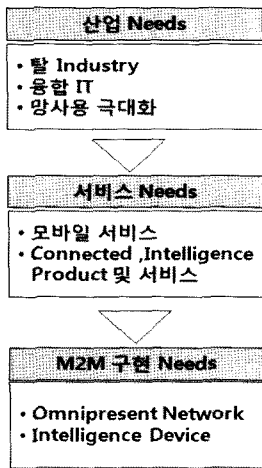 산업 Needs
• 탈 Industry
• 융합 IT
• 망사용 극대화
서비스 Needs
• 모바일 서비스
• Connected ,Intelligence
Product 및 서비스
M2M 구현 Needs
• Omnipresent Network
• Intelligence Device